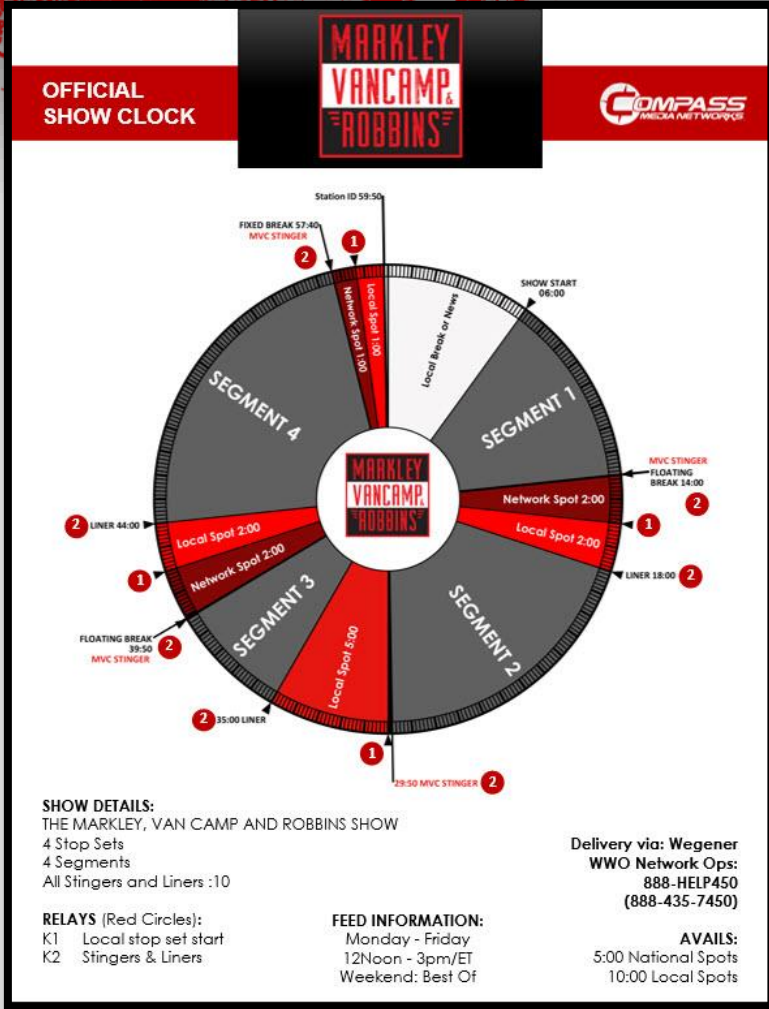 OFFICIAL
SHOW CLOCK
MARKLEY
VANCAMP&
ROBBINS
COMPASS
MEDIA NETWORKS
Station ID 59:50
FIXED BREAK 57:40
MVC STINGER
2
1
Network Spot 1:00
Local Spot 1:00
Local Break or News
SHOW START
06:00
SEGMENT 4
SEGMENT 1
MVC STINGER
FLOATING
BREAK 14:00
2
Network Spot 2:00
1
Local Spot 2:00
LINER 18:00
2
MARKLEY
VANCAMP&
ROBBINS
2
LINER 44:00
Local Spot 2:00
1
Network Spot 2:00
FLOATING BREAK
39:50
MVC STINGER
2
SEGMENT 3
SEGMENT 2
Local Spot 5:00
2
35:00 LINER
1
29:50 MVC STINGER
2
SHOW DETAILS:
THE MARKLEY, VAN CAMP AND ROBBINS SHOW
4 Stop Sets
4 Segments
All Stingers and Liners :10
Delivery via: Wegener
WWO Network Ops:
888-HELP450
(888-435-7450)
RELAYS (Red Circles):
K1 Local stop set start
K2 Stingers & Liners
FEED INFORMATION:
Monday - Friday
12Noon - 3pm/ET
Weekend: Best Of
AVAILS:
5:00 National Spots
10:00 Local Spots